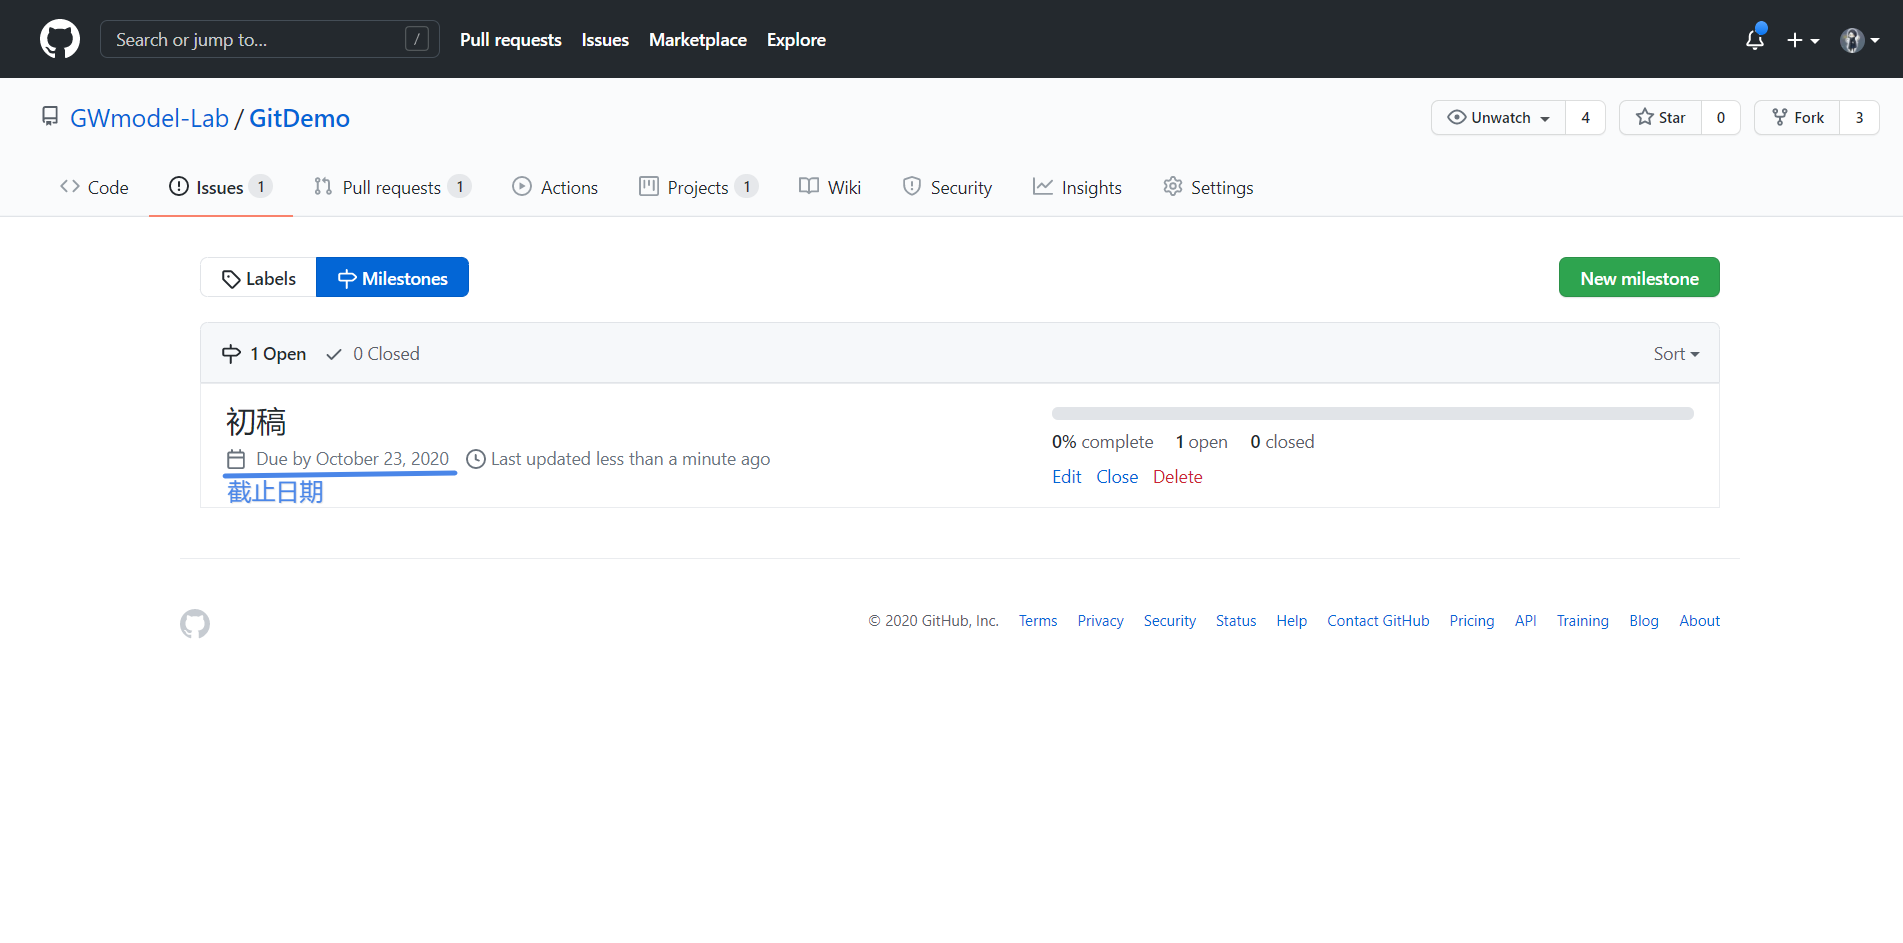 Search or jump to... / Pull requests Issues Marketplace Explore
GWmodel-Lab / GitDemo Unwatch 4 Star 0 Fork 3
Code Issues 1 Pull requests 1 Actions Projects 1 Wiki Security Insights Settings
Labels Milestones New milestone
1 Open 0 Closed Sort
初稿
Due by October 23, 2020 Last updated less than a minute ago
截止日期
0% complete 1 open 0 closed
Edit Close Delete
© 2020 GitHub, Inc. Terms Privacy Security Status Help Contact GitHub Pricing API Training Blog About